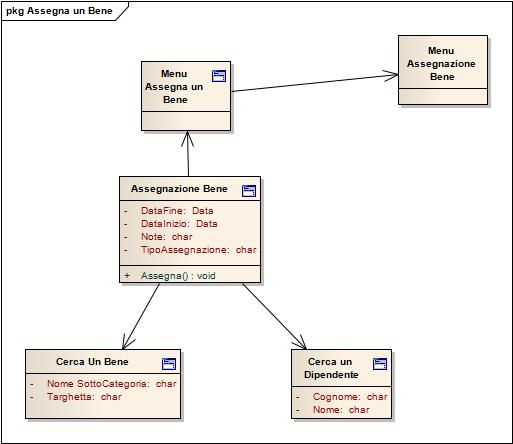 pkg Assegna un Bene
Menu
Assegnazione
Bene
Menu
Assegna un
Bene
Assegnazione Bene
- DataFine: Data
- DataInizio: Data
- Note: char
- TipoAssegnazione: char
+ Assegna() : void
Cerca Un Bene
- Nome SottoCategoria: char
- Targhetta: char
Cerca un
Dipendente
- Cognome: char
- Nome: char